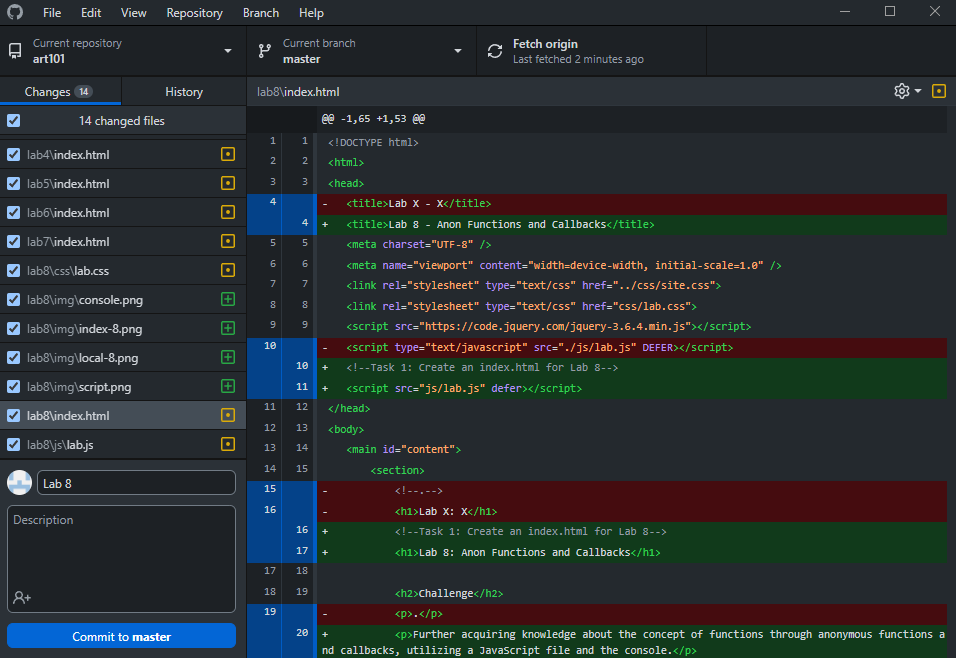 File Edit View Repository Branch Help
Current repository
art101
Current branch
master
Fetch origin
Last fetched 2 minutes ago
Changes 14
History
14 changed files
lab4\index.html
lab5\index.html
lab6\index.html
lab7\index.html
lab8\css\lab.css
lab8\img\console.png
lab8\img\index-8.png
lab8\img\local-8.png
lab8\img\script.png
lab8\index.html
lab8\js\lab.js
Lab 8
Description
Commit to master
lab8\index.html
@@ -1,65 +1,53 @@
1 1 <!DOCTYPE html>
2 2 <html>
3 3 <head>
4 - <title>Lab X - X</title>
4 + <title>Lab 8 - Anon Functions and Callbacks</title>
5 5 <meta charset="UTF-8" />
6 6 <meta name="viewport" content="width=device-width, initial-scale=1.0" />
7 7 <link rel="stylesheet" type="text/css" href="../css/site.css">
8 8 <link rel="stylesheet" type="text/css" href="css/lab.css">
9 9 <script src="https://code.jquery.com/jquery-3.6.4.min.js"></script>
10 - <script type="text/javascript" src="./js/lab.js" DEFER></script>
10 + <!--Task 1: Create an index.html for Lab 8-->
11 + <script src="js/lab.js" defer></script>
11 12 </head>
12 13 <body>
13 14 <main id="content">
14 15 <section>
15 - <!--.-->
16 - <h1>Lab X: X</h1>
16 + <!--Task 1: Create an index.html for Lab 8-->
17 + <h1>Lab 8: Anon Functions and Callbacks</h1>
17 18
18 19 <h2>Challenge</h2>
19 - <p>.</p>
20 + <p>Further acquiring knowledge about the concept of functions through anonymous functions a
nd callbacks, utilizing a JavaScript file and the console.</p>